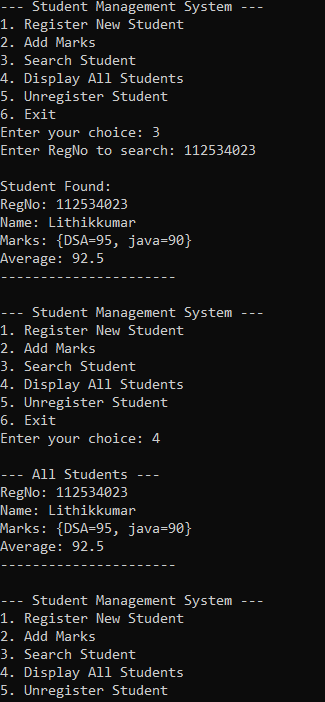 --- Student Management System ---
1. Register New Student
2. Add Marks
3. Search Student
4. Display All Students
5. Unregister Student
6. Exit
Enter your choice: 3
Enter RegNo to search: 112534023
Student Found:
RegNo: 112534023
Name: Lithikkumar
Marks: {DSA=95, java=90}
Average: 92.5
----------------------
--- Student Management System ---
1. Register New Student
2. Add Marks
3. Search Student
4. Display All Students
5. Unregister Student
6. Exit
Enter your choice: 4
--- All Students ---
RegNo: 112534023
Name: Lithikkumar
Marks: {DSA=95, java=90}
Average: 92.5
----------------------
--- Student Management System ---
1. Register New Student
2. Add Marks
3. Search Student
4. Display All Students
5. Unregister Student